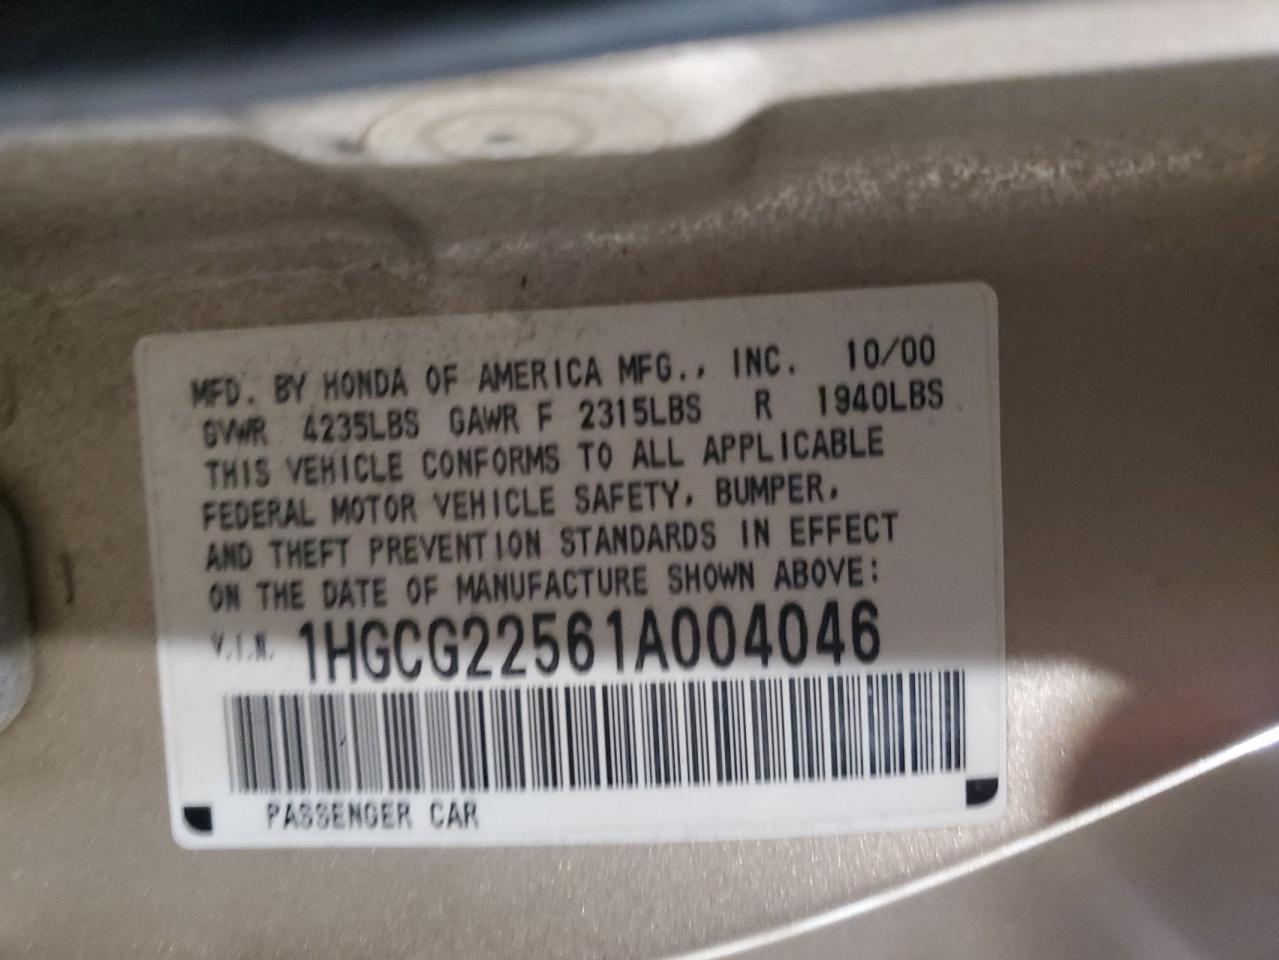 MFD. BY HONDA OF AMERICA MFG., INC. 10/00
GVWR 4235LBS GAWR F 2315LBS R 1940LBS
THIS VEHICLE CONFORMS TO ALL APPLICABLE
FEDERAL MOTOR VEHICLE SAFETY, BUMPER,
AND THEFT PREVENTION STANDARDS IN EFFECT
ON THE DATE OF MANUFACTURE SHOWN ABOVE:
V.I.N. 1HGCG22561A004046
PASSENGER CAR